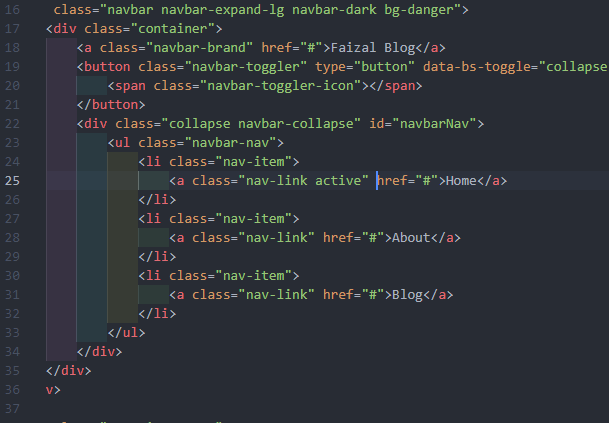 16 class="navbar navbar-expand-lg navbar-dark bg-danger">
17 <div class="container">
18 <a class="navbar-brand" href="#">Faizal Blog</a>
19 <button class="navbar-toggler" type="button" data-bs-toggle="collapse
20 <span class="navbar-toggler-icon"></span>
21 </button>
22 <div class="collapse navbar-collapse" id="navbarNav">
23 <ul class="navbar-nav">
24 <li class="nav-item">
25 <a class="nav-link active" href="#">Home</a>
26 </li>
27 <li class="nav-item">
28 <a class="nav-link" href="#">About</a>
29 </li>
30 <li class="nav-item">
31 <a class="nav-link" href="#">Blog</a>
32 </li>
33 </ul>
34 </div>
35 </div>
36 v>
37